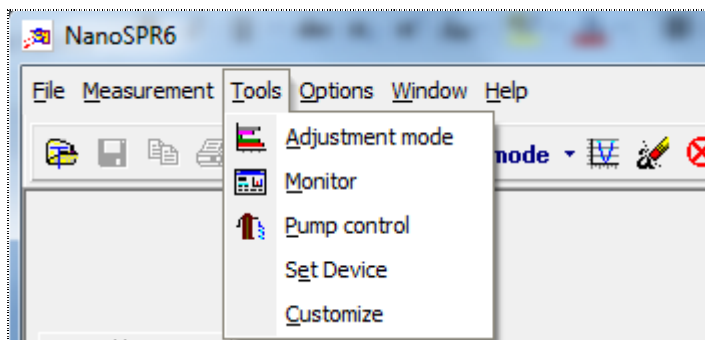 NanoSPR6
File Measurement Tools Options Window Help
Adjustment mode
mode
Monitor
Pump control
Set Device
Customize